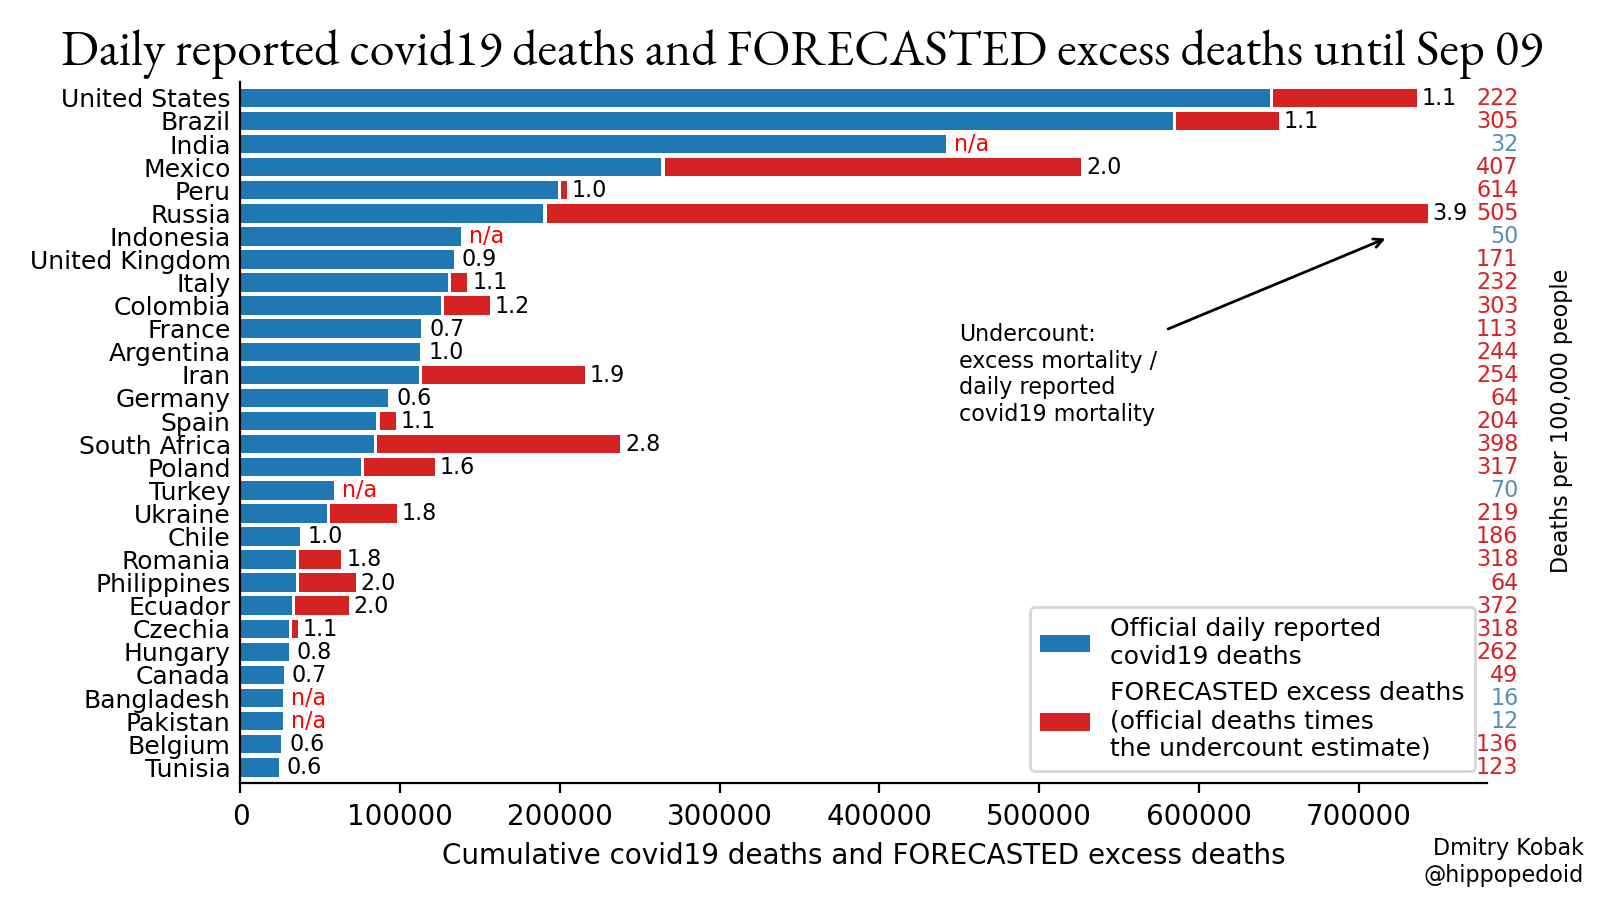 Daily reported covid19 deaths and FORECASTED excess deaths until Sep 09
United States 1.1 222
Brazil 1.1 305
India n/a 32
Mexico 2.0 407
Peru 1.0 614
Russia 3.9 505
Indonesia n/a 50
United Kingdom 0.9 171
Italy 1.1 232
Colombia 1.2 303
France 0.7 113
Argentina 1.0 244
Iran 1.9 254
Germany 0.6 64
Spain 1.1 204
South Africa 2.8 398
Poland 1.6 317
Turkey n/a 70
Ukraine 1.8 219
Chile 1.0 186
Romania 1.8 318
Philippines 2.0 64
Ecuador 2.0 372
Czechia 1.1 318
Hungary 0.8 262
Canada 0.7 49
Bangladesh n/a 16
Pakistan n/a 12
Belgium 0.6 136
Tunisia 0.6 123
Undercount:
excess mortality /
daily reported
covid19 mortality
Deaths per 100,000 people
Official daily reported
covid19 deaths
FORECASTED excess deaths
(official deaths times
the undercount estimate)
0 100000 200000 300000 400000 500000 600000 700000
Cumulative covid19 deaths and FORECASTED excess deaths
Dmitry Kobak
@hippopedoid